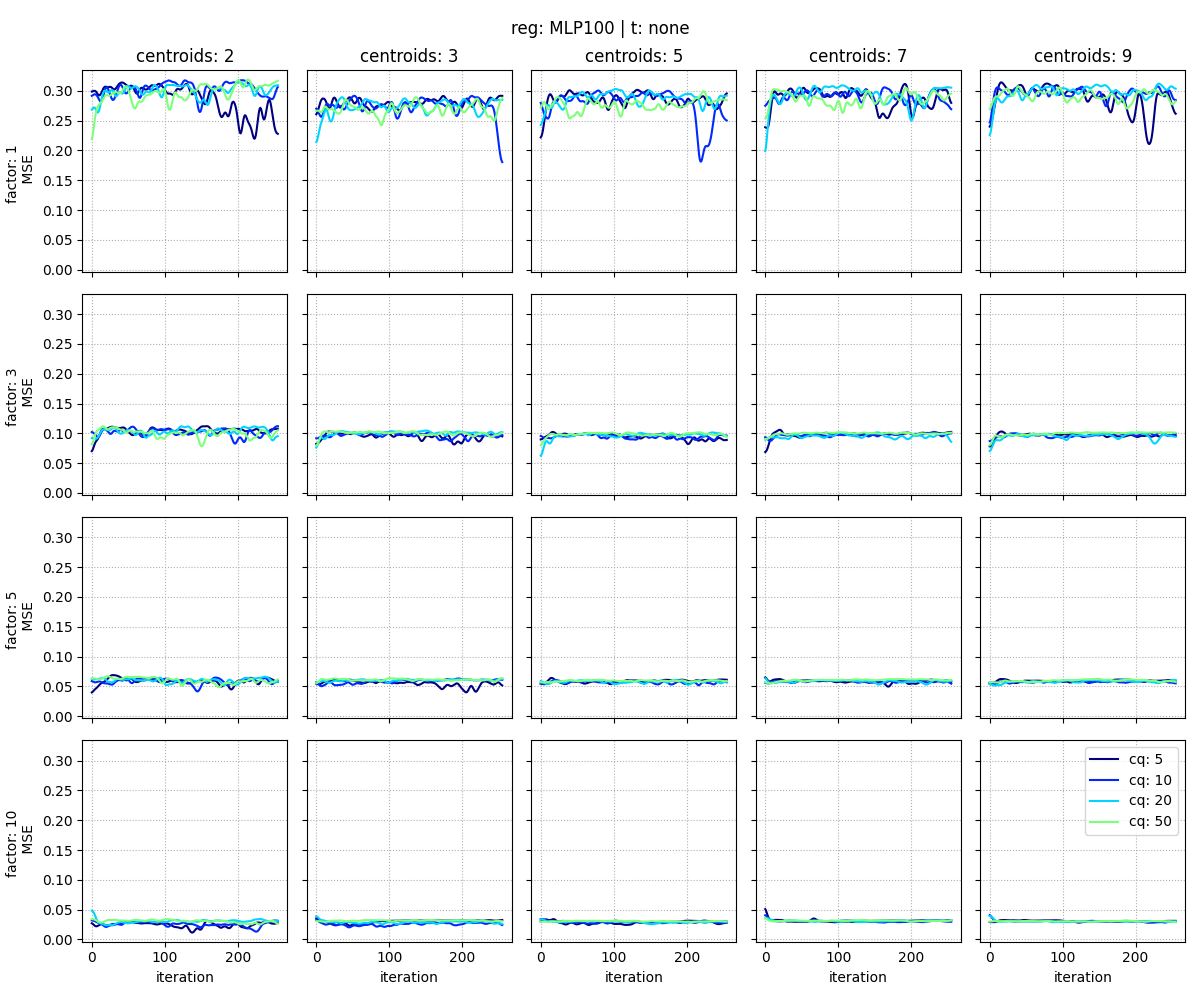 reg: MLP100 | t: none
centroids: 2
centroids: 3
centroids: 5
centroids: 7
centroids: 9
factor: 1
MSE
0.30
0.25
0.20
0.15
0.10
0.05
0.00
factor: 3
MSE
0.30
0.25
0.20
0.15
0.10
0.05
0.00
factor: 5
MSE
0.30
0.25
0.20
0.15
0.10
0.05
0.00
factor: 10
MSE
0.30
0.25
0.20
0.15
0.10
0.05
0.00
cq: 5
cq: 10
cq: 20
cq: 50
0 100 200
0 100 200
0 100 200
0 100 200
0 100 200
iteration
iteration
iteration
iteration
iteration